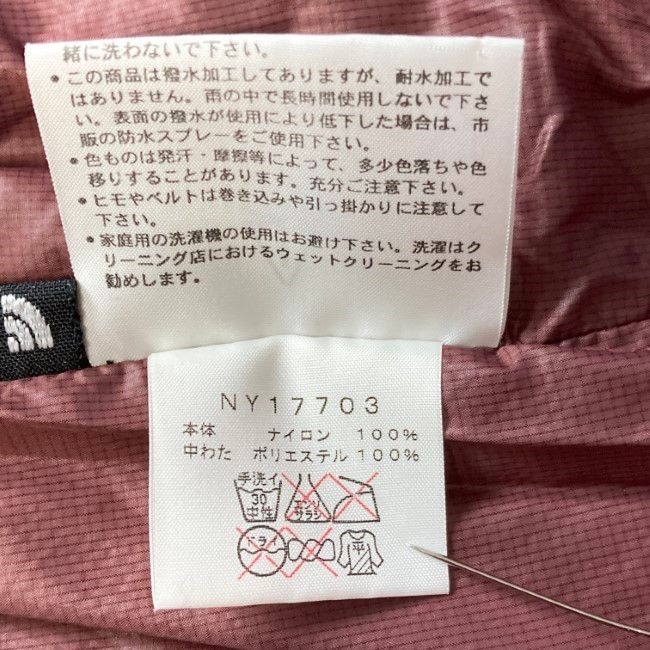 緒に洗わないで下さい。
• この商品は撥水加工してありますが、耐水加工で
はありません。雨の中で長時間使用しないで下さ
い。表面の撥水が使用により低下した場合は、市
販の防水スプレーをご使用下さい。
• 色ものは発汗・摩擦等によって、多少色落ちや色
移りすることがあります。充分ご注意下さい。
• ヒモやベルトは巻き込みや引っ掛かりに注意して
下さい。
• 家庭用の洗濯機の使用はお避け下さい。洗濯はク
リーニング店におけるウェットクリーニングをお
勧めします。
NY17703
本体 ナイロン 100%
中わた ポリエステル 100%
手洗イ
30
中性
エンソ
サラシ
ドライ
平